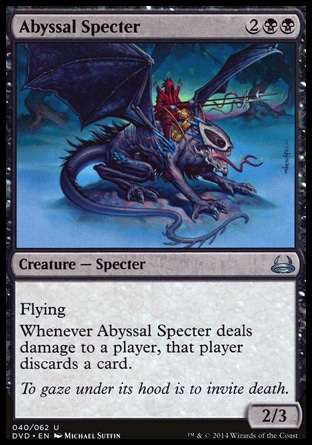 Abyssal Specter 2
Creature — Specter
Flying
Whenever Abyssal Specter deals
damage to a player, that player
discards a card.
To gaze under its hood is to invite death.
2/3
040/062 U
DVD • EN Michael Sutfin
™ & © 2014 Wizards of the Coast